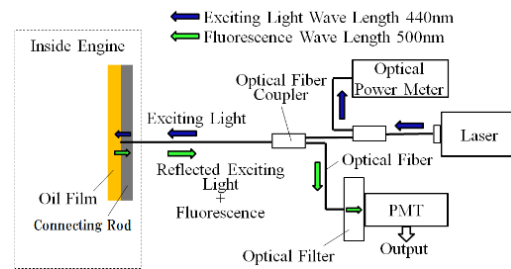 Exciting Light Wave Length 440nm
Fluorescence Wave Length 500nm
Inside Engine
Optical
Power Meter
Optical Fiber
Coupler
Exciting Light
Laser
Optical Fiber
Reflected Exciting
Light
+
Fluorescence
Oil Film
Connecting Rod
PMT
Optical Filter
Output